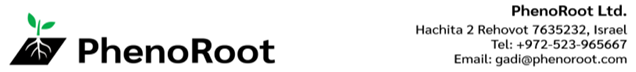 PhenoRoot
PhenoRoot Ltd.
Hachita 2 Rehovot 7635232, Israel
Tel: +972-523-965667
Email: gadi@phenoroot.com